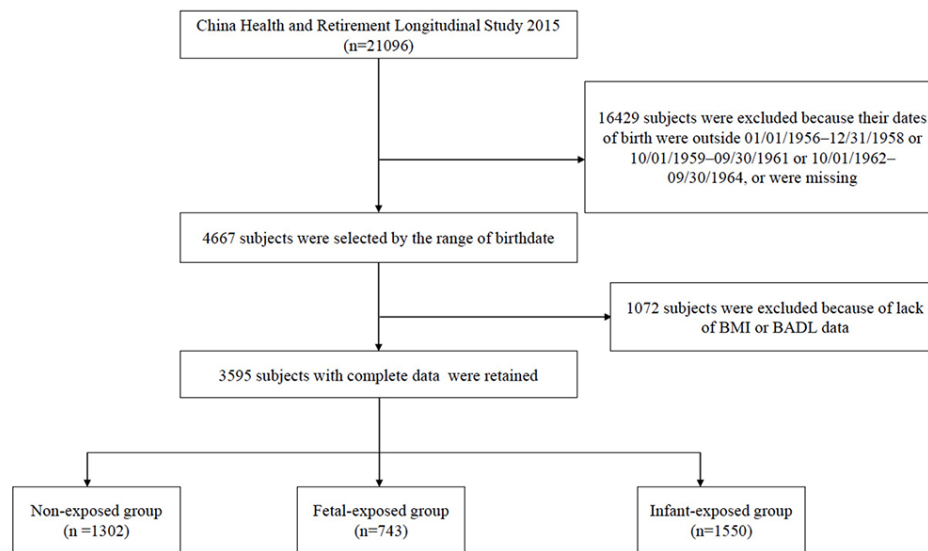 China Health and Retirement Longitudinal Study 2015
(n=21096)
16429 subjects were excluded because their dates
of birth were outside 01/01/1956–12/31/1958 or
10/01/1959–09/30/1961 or 10/01/1962–
09/30/1964, or were missing
4667 subjects were selected by the range of birthdate
1072 subjects were excluded because of lack
of BMI or BADL data
3595 subjects with complete data were retained
Non-exposed group
(n =1302)
Fetal-exposed group
(n=743)
Infant-exposed group
(n=1550)